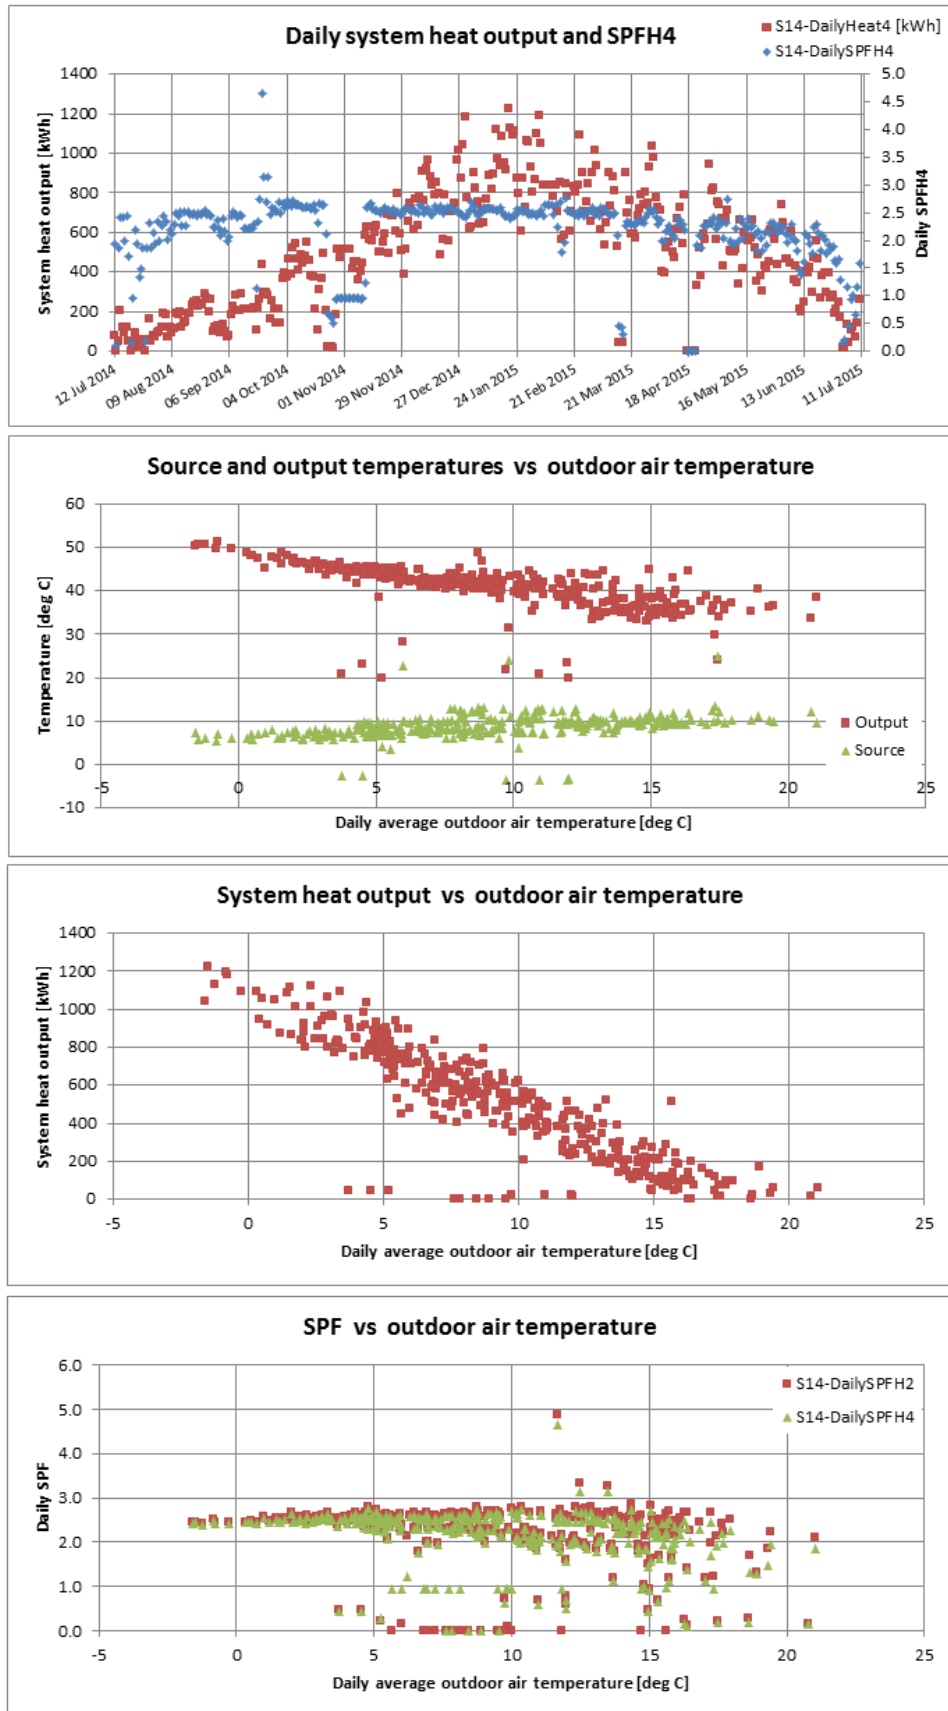 Daily system heat output and SPFH4
S14-DailyHeat4 [kWh]
S14-DailySPFH4
System heat output [kWh]
1400
1200
1000
800
600
400
200
0
5.0
4.5
4.0
3.5
3.0
2.5
2.0
1.5
1.0
0.5
0.0
Daily SPFH4
12 Jul 2014
09 Aug 2014
06 Sep 2014
04 Oct 2014
01 Nov 2014
29 Nov 2014
27 Dec 2014
24 Jan 2015
21 Feb 2015
21 Mar 2015
18 Apr 2015
16 May 2015
13 Jun 2015
11 Jul 2015
Source and output temperatures vs outdoor air temperature
Temperature [deg C]
60
50
40
30
20
10
0
-10
Output
Source
0
5
10
15
20
25
Daily average outdoor air temperature [deg C]
System heat output vs outdoor air temperature
System heat output [kWh]
1400
1200
1000
800
600
400
200
0
-5
0
5
10
15
20
25
Daily average outdoor air temperature [deg C]
SPF vs outdoor air temperature
S14-DailySPFH2
S14-DailySPFH4
Daily SPF
6.0
5.0
4.0
3.0
2.0
1.0
0.0
-5
0
5
10
15
20
25
Daily average outdoor air temperature [deg C]